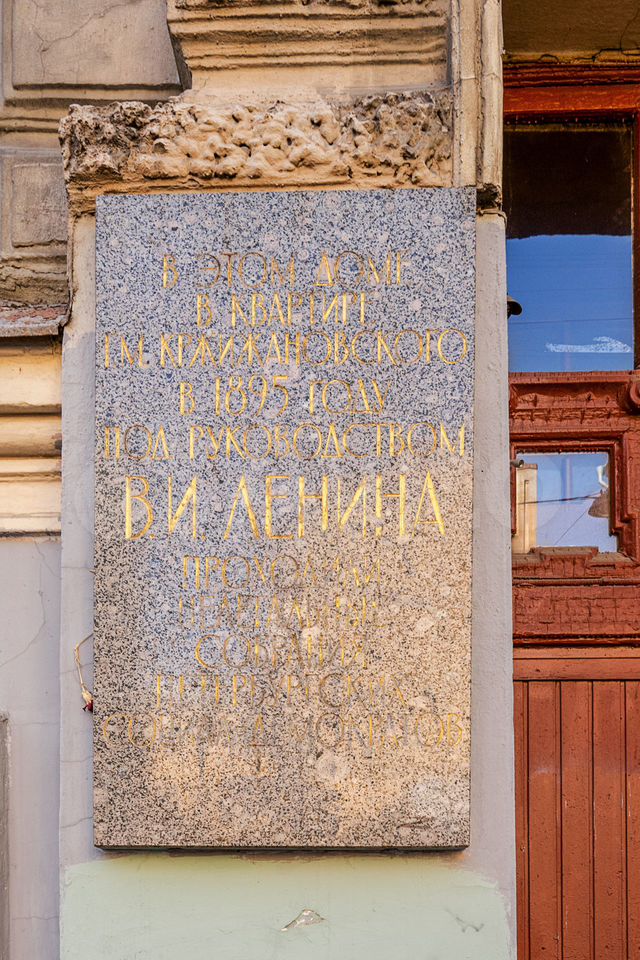 В ЭТОМ ДОМЕ
В КВАРТИРЕ
Г.М. КРЖИЖАНОВСКОГО
В 1895 ГОДУ
ПОД РУКОВОДСТВОМ
В.И. ЛЕНИНА
ПРОХОДИЛИ
НЕЛЕГАЛЬНЫЕ
СОБРАНИЯ
ПЕТЕРБУРГСКИХ
СОЦИАЛ-ДЕМОКРАТОВ